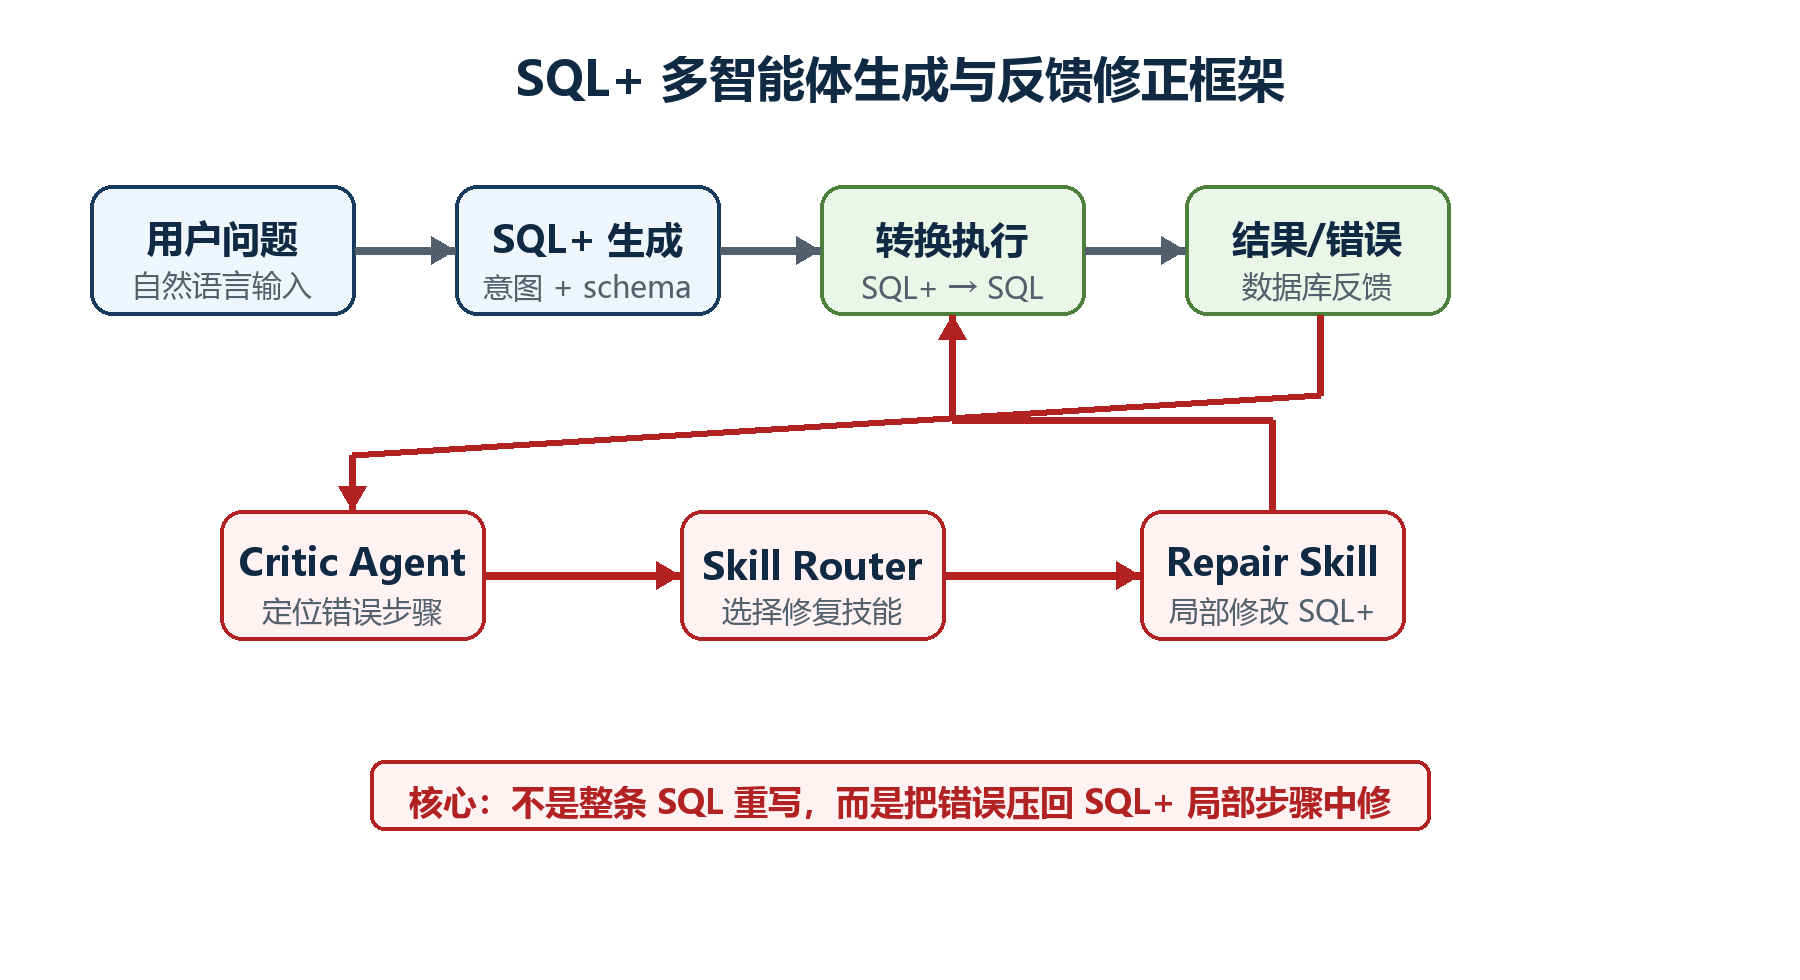 SQL+ 多智能体生成与反馈修正框架
用户问题
自然语言输入
SQL+ 生成
意图 + schema
转换执行
SQL+ → SQL
结果/错误
数据库反馈
Critic Agent
定位错误步骤
Skill Router
选择修复技能
Repair Skill
局部修改 SQL+
核心：不是整条 SQL 重写，而是把错误压回 SQL+ 局部步骤中修